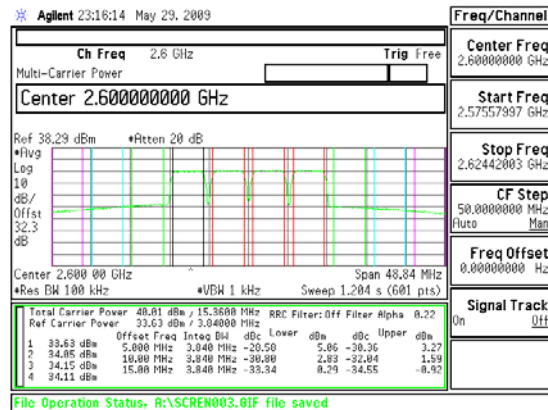 Agilent 23:16:14 May 29, 2009
Freq/Channel
Ch Freq 2.6 GHz Trig Free
Multi-Carrier Power
Center 2.600000000 GHz
Center Freq
2.60000000 GHz
Start Freq
2.57557997 GHz
Stop Freq
2.62442003 GHz
CF Step
50.0000000 MHz
Auto Man
Freq Offset
0.00000000 Hz
Signal Track
On Off
Ref 38.29 dBm #Atten 20 dB
#Avg
Log
10
dB/
Offst
32.3
dB
Center 2.600 00 GHz Span 48.84 MHz
#Res BW 100 kHz #VBW 1 kHz Sweep 1.204 s (601 pts)
Total Carrier Power 40.01 dBm / 15.3600 MHz RRC Filter: Off Filter Alpha 0.22
Ref Carrier Power 33.63 dBm / 3.84000 MHz
Offset Freq Integ BW dBc Lower dBm dBc Upper dBm
1 33.63 dBm 5.000 MHz 3.840 MHz -28.58 5.06 -30.36 3.27
2 34.05 dBm 10.00 MHz 3.840 MHz -30.80 2.83 -32.04 1.59
3 34.15 dBm 15.00 MHz 3.840 MHz -33.34 0.29 -34.55 -0.92
4 34.11 dBm
File Operation Status, A:\SCREN003.GIF file saved